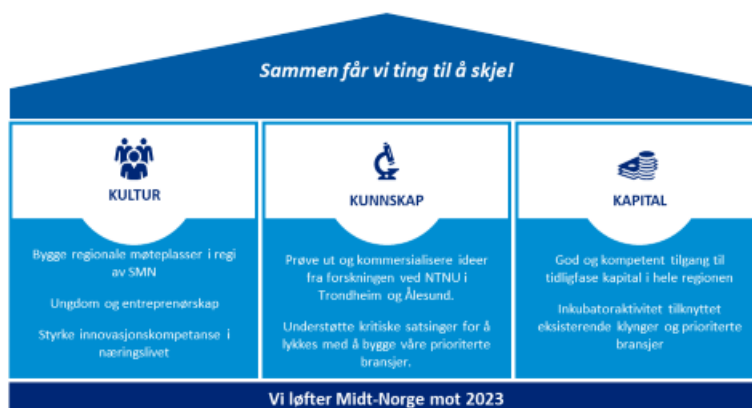 Sammen får vi ting til å skje!
KULTUR
Bygge regionale møteplasser i regi
av SMN
Ungdom og entreprenørskap
Styrke innovasjonskompetanse i
næringslivet
KUNNSKAP
Prøve ut og kommersialisere ideer
fra forskningen ved NTNU i
Trondheim og Ålesund.
Understøtte kritiske satsinger for å
lykkes med å bygge våre prioriterte
bransjer.
KAPITAL
God og kompetent tilgang til
tidligfase kapital i hele regionen
Inkubatoraktivitet tilknyttet
eksisterende klynger og prioriterte
bransjer
Vi løfter Midt-Norge mot 2023